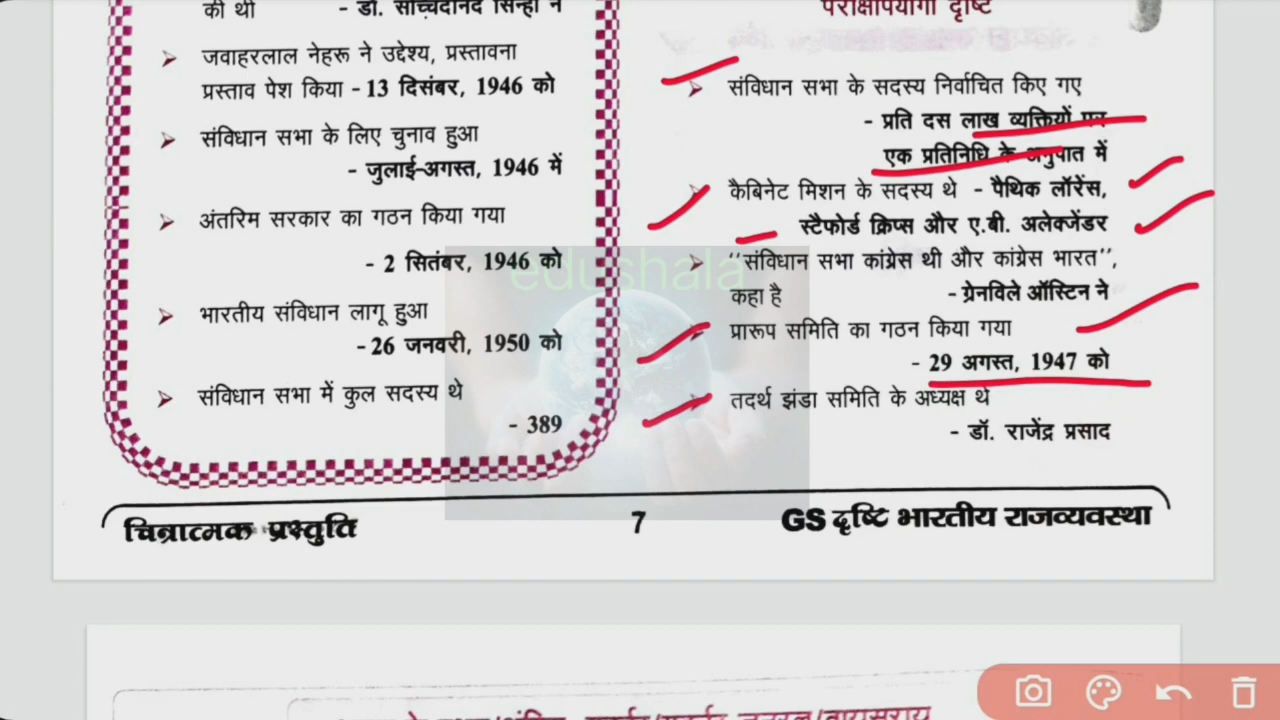 की थी - डॉ. सच्चिदानंद सिन्हा ने
जवाहरलाल नेहरू ने उद्देश्य, प्रस्तावना
प्रस्ताव पेश किया - 13 दिसंबर, 1946 को
संविधान सभा के लिए चुनाव हुआ
- जुलाई-अगस्त, 1946 में
अंतरिम सरकार का गठन किया गया
- 2 सितंबर, 1946 को
भारतीय संविधान लागू हुआ
- 26 जनवरी, 1950 को
संविधान सभा में कुल सदस्य थे
- 389
परीक्षोपयोगी दृष्टि
संविधान सभा के सदस्य निर्वाचित किए गए
- प्रति दस लाख व्यक्तियों पर
एक प्रतिनिधि के अनुपात में
कैबिनेट मिशन के सदस्य थे - पैथिक लॉरेंस,
स्टैफोर्ड क्रिप्स और ए.बी. अलेक्जेंडर
"संविधान सभा कांग्रेस थी और कांग्रेस भारत",
कहा है - ग्रेनविले ऑस्टिन ने
प्रारूप समिति का गठन किया गया
- 29 अगस्त, 1947 को
तदर्थ झंडा समिति के अध्यक्ष थे
- डॉ. राजेंद्र प्रसाद
edushala
चित्रात्मक प्रस्तुति 7 GS दृष्टि भारतीय राजव्यवस्था